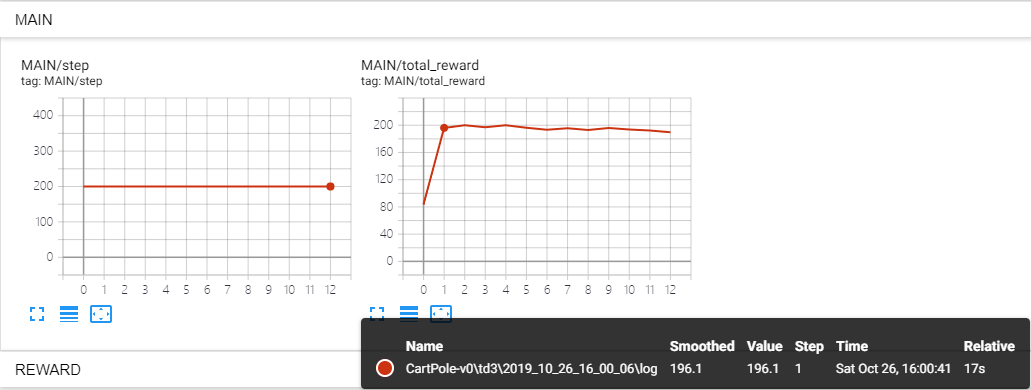 MAIN
MAIN/step
tag: MAIN/step
400
300
200
100
0
0 1 2 3 4 5 6 7 8 9 10 11 12
MAIN/total_reward
tag: MAIN/total_reward
200
160
120
80
40
0
0 1 2 3 4 5 6 7 8 9 10 11 12
Name Smoothed Value Step Time Relative
CartPole-v0\td3\2019_10_26_16_00_06\log 196.1 196.1 1 Sat Oct 26, 16:00:41 17s
REWARD